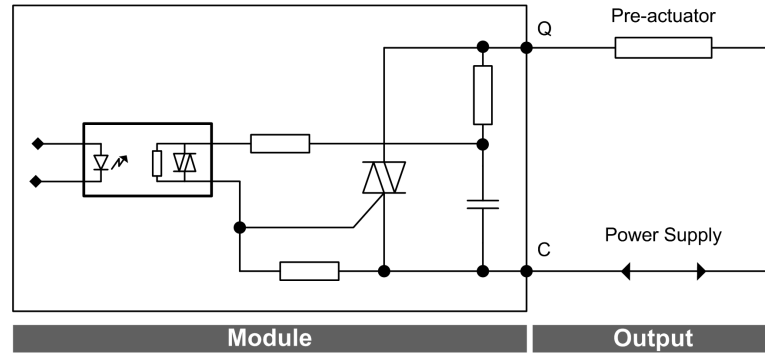 Pre-actuator
Q
Power Supply
C
Module
Output